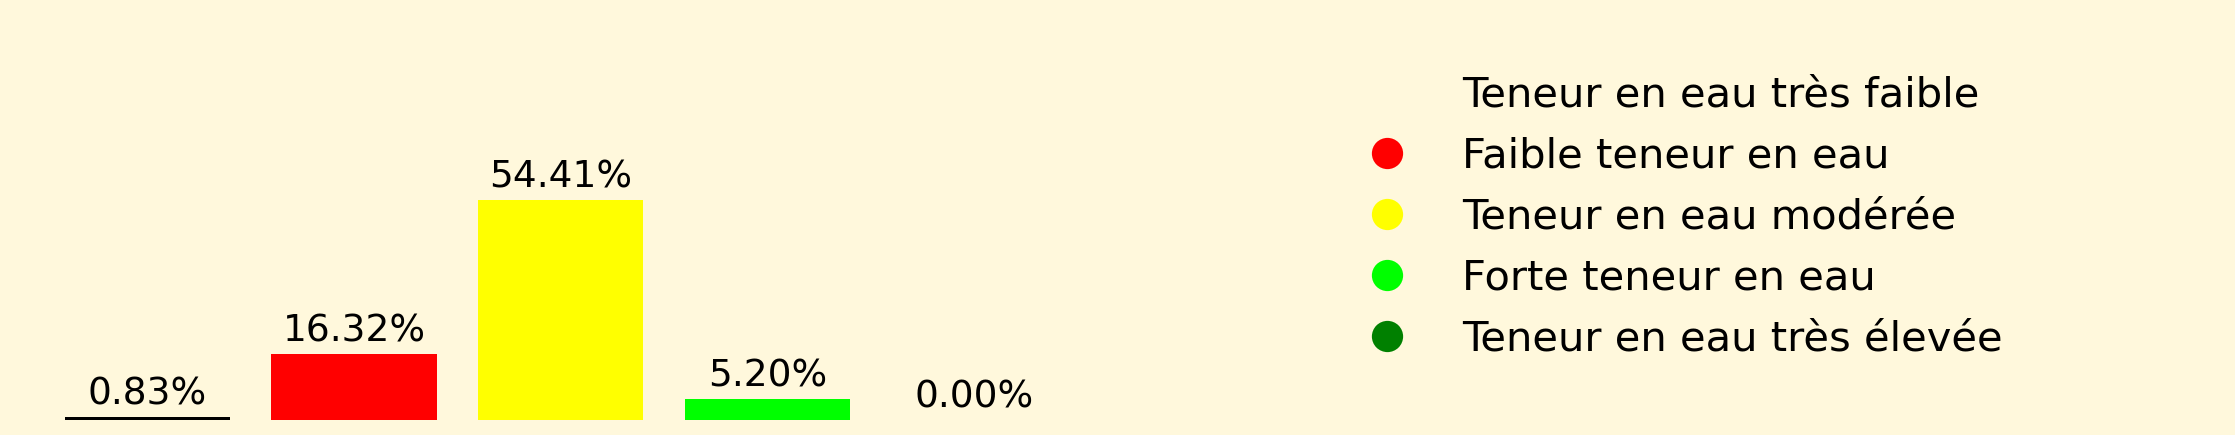 54.41%
16.32%
5.20%
0.83%
0.00%
Teneur en eau très faible
Faible teneur en eau
Teneur en eau modérée
Forte teneur en eau
Teneur en eau très élevée